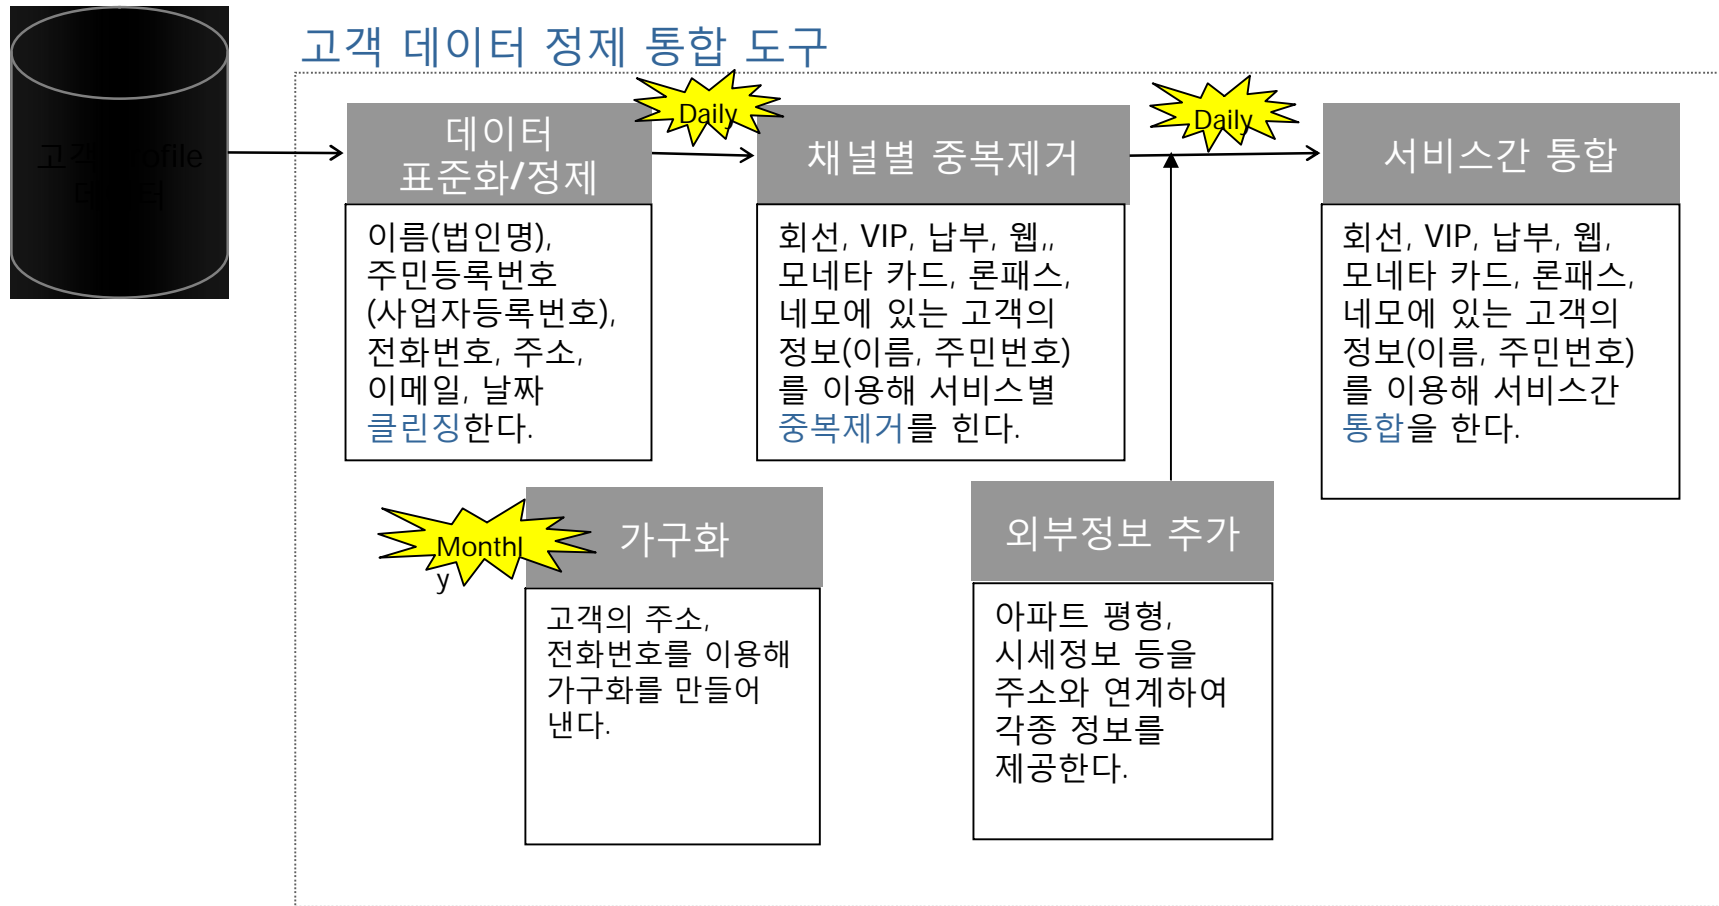 고객 데이터 정제 통합 도구
고객 Profile
데이터
데이터
표준화/정제
Daily
채널별 중복제거
Daily
서비스간 통합
이름(법인명),
주민등록번호
(사업자등록번호),
전화번호, 주소,
이메일, 날짜
클린징한다.
회선, VIP, 납부, 웹,,
모네타 카드, 론패스,
네모에 있는 고객의
정보(이름, 주민번호)
를 이용해 서비스별
중복제거를 힌다.
회선, VIP, 납부, 웹,
모네타 카드, 론패스,
네모에 있는 고객의
정보(이름, 주민번호)
를 이용해 서비스간
통합을 한다.
Monthl
y
가구화
고객의 주소,
전화번호를 이용해
가구화를 만들어
낸다.
외부정보 추가
아파트 평형,
시세정보 등을
주소와 연계하여
각종 정보를
제공한다.